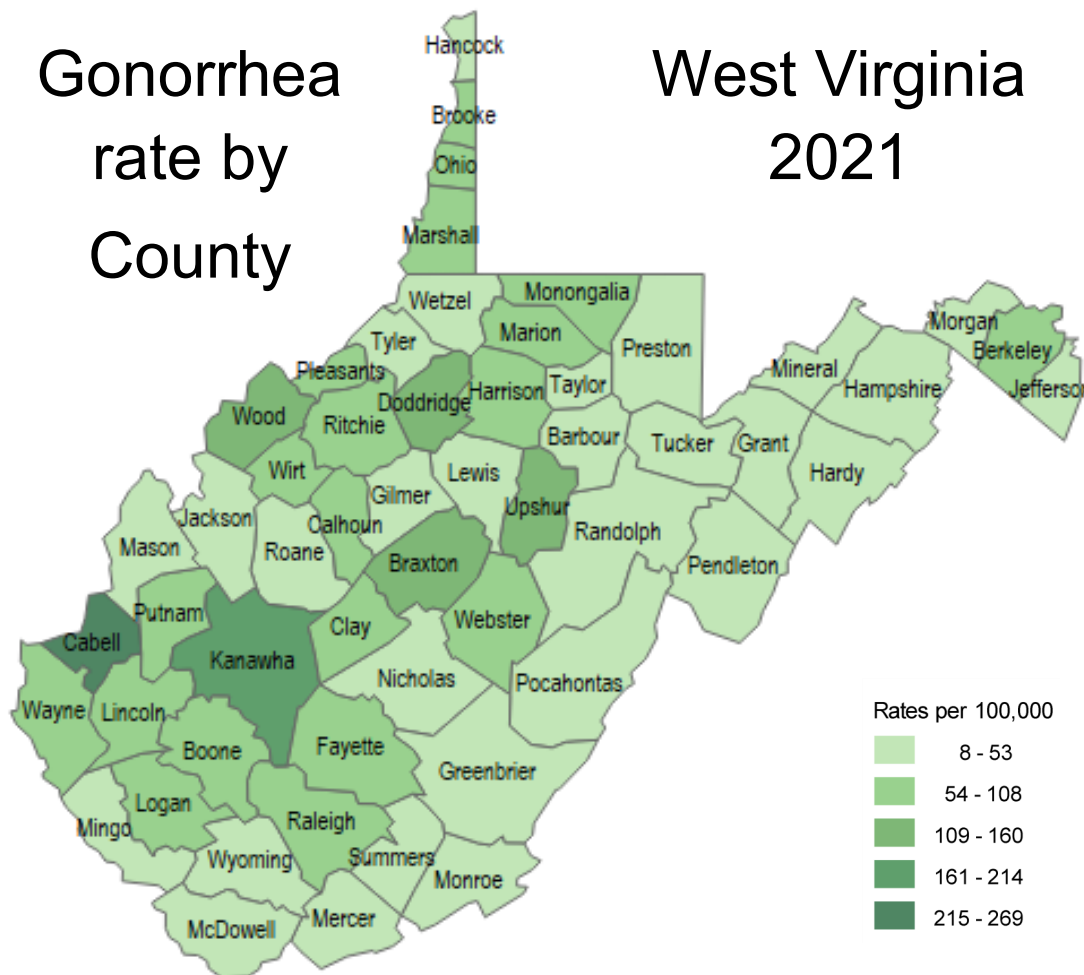 Gonorrhea
rate by
County
West Virginia
2021
Hancock
Brooke
Ohio
Marshall
Wetzel
Monongalia
Marion
Tyler
Preston
Pleasants
Doddridge
Harrison
Taylor
Wood
Ritchie
Barbour
Tucker
Grant
Mineral
Hampshire
Morgan
Berkeley
Jefferson
Hardy
Wirt
Lewis
Gilmer
Calhoun
Upshur
Randolph
Pendleton
Jackson
Mason
Roane
Braxton
Putnam
Clay
Webster
Cabell
Kanawha
Nicholas
Pocahontas
Wayne
Lincoln
Boone
Fayette
Greenbrier
Logan
Mingo
Raleigh
Wyoming
Summers
Monroe
McDowell
Mercer
Rates per 100,000
8 - 53
54 - 108
109 - 160
161 - 214
215 - 269